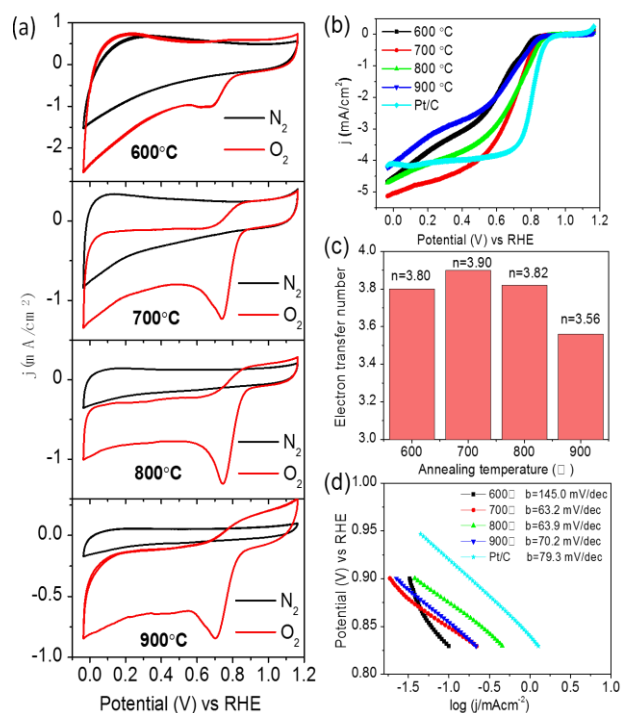 (a)
1
0
-1
-2
N2
O2
600°C
0
-1
N2
O2
700°C
0
-1
N2
O2
800°C
0.0
-0.5
-1.0
N2
O2
900°C
j (m A /cm²)
0.0 0.2 0.4 0.6 0.8 1.0 1.2
Potential (V) vs RHE
(b)
0
-1
-2
-3
-4
-5
j (mA/cm²)
600 °C
700 °C
800 °C
900 °C
Pt/C
0.0 0.2 0.4 0.6 0.8 1.0 1.2
Potential (V) vs RHE
(c)
4.0
3.8
3.6
3.4
3.2
3.0
Electron transfer number
n=3.80
n=3.90
n=3.82
n=3.56
600 700 800 900
Annealing temperature (□)
(d)
1.00
0.95
0.90
0.85
0.80
Potential (V) vs RHE
600□ b=145.0 mV/dec
700□ b=63.2 mV/dec
800□ b=63.9 mV/dec
900□ b=70.2 mV/dec
Pt/C b=79.3 mV/dec
-1.5 -1.0 -0.5 0.0 0.5 1.0
log (j/mAcm⁻²)